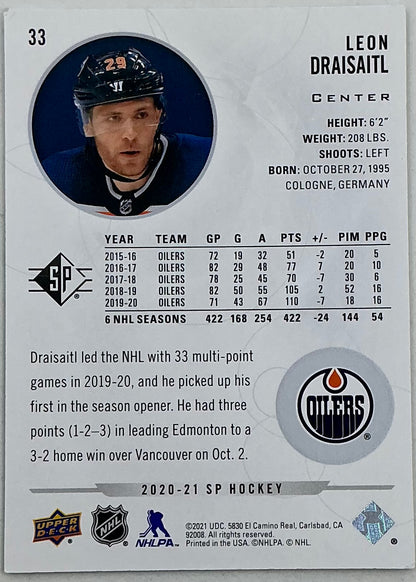 33
LEON
DRAISAITL
CENTER
HEIGHT: 6'2"
WEIGHT: 208 LBS.
SHOOTS: LEFT
BORN: OCTOBER 27, 1995
COLOGNE, GERMANY
29
SP
YEAR TEAM GP G A PTS +/- PIM PPG
2015-16 OILERS 72 19 32 51 -2 20 5
2016-17 OILERS 82 29 48 77 7 20 10
2017-18 OILERS 78 25 45 70 -7 30 6
2018-19 OILERS 82 50 55 105 2 52 16
2019-20 OILERS 71 43 67 110 -7 18 16
6 NHL SEASONS 422 168 254 422 -24 144 54
Draisaitl led the NHL with 33 multi-point
games in 2019-20, and he picked up his
first in the season opener. He had three
points (1-2–3) in leading Edmonton to a
3-2 home win over Vancouver on Oct. 2.
OILERS ®
2020-21 SP HOCKEY
UPPER DECK
NHL
NHLPA
©2021 UDC. 5830 El Camino Real, Carlsbad, CA
92008. All rights reserved.
Printed in the USA. ©NHLPA. © NHL